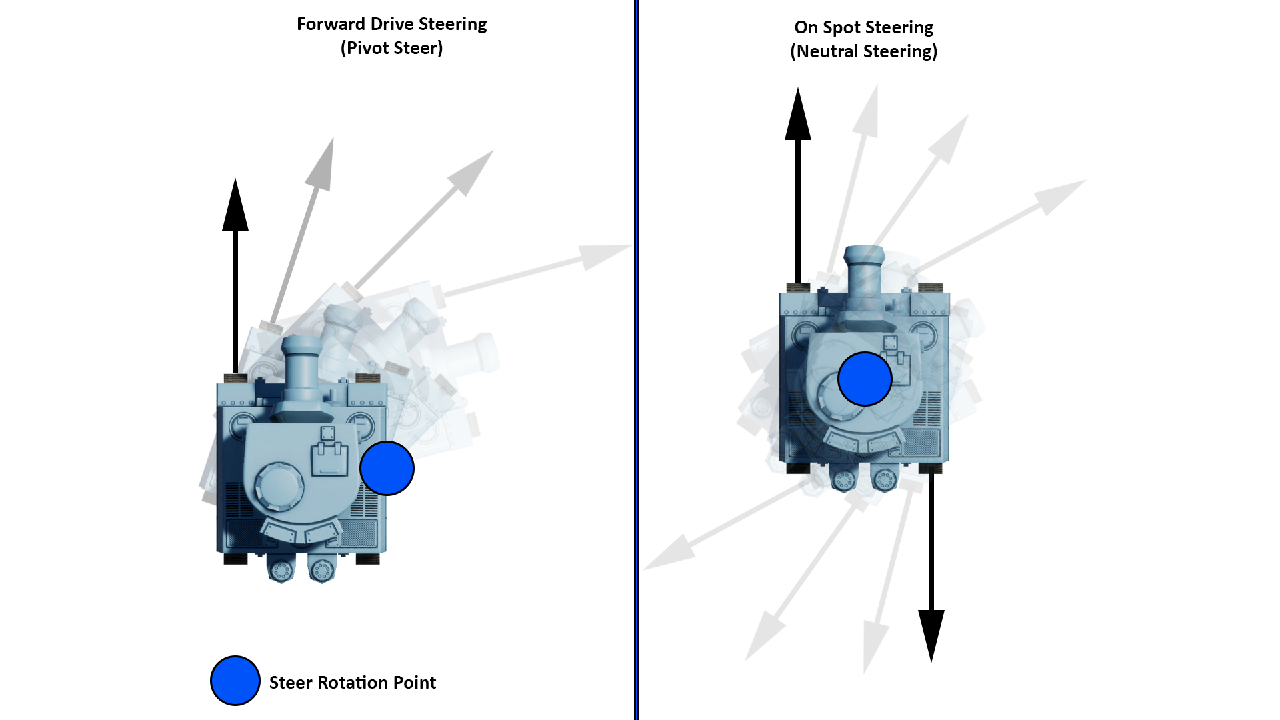 Forward Drive Steering
(Pivot Steer)
On Spot Steering
(Neutral Steering)
Steer Rotation Point